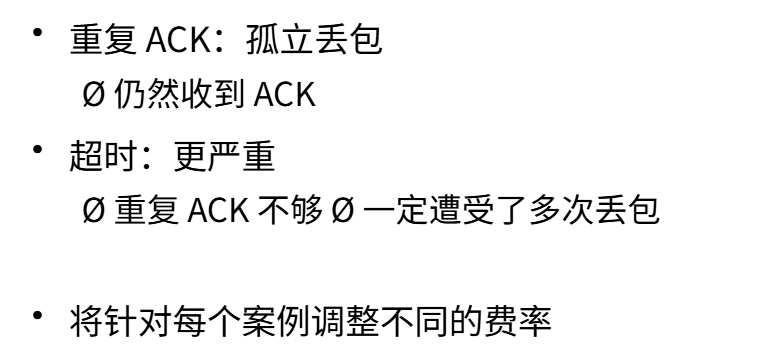 • 重复 ACK：孤立丢包
Ø 仍然收到 ACK
• 超时：更严重
Ø 重复 ACK 不够 Ø 一定遭受了多次丢包
• 将针对每个案例调整不同的费率